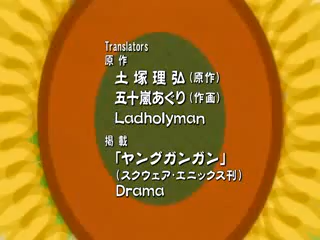 Translators
原 作
土 塚 理 弘(原作)
五十嵐あぐり(作画)
Ladholyman
掲 載
「ヤングガンガン」
(スクウェア・エニックス刊)
Drama